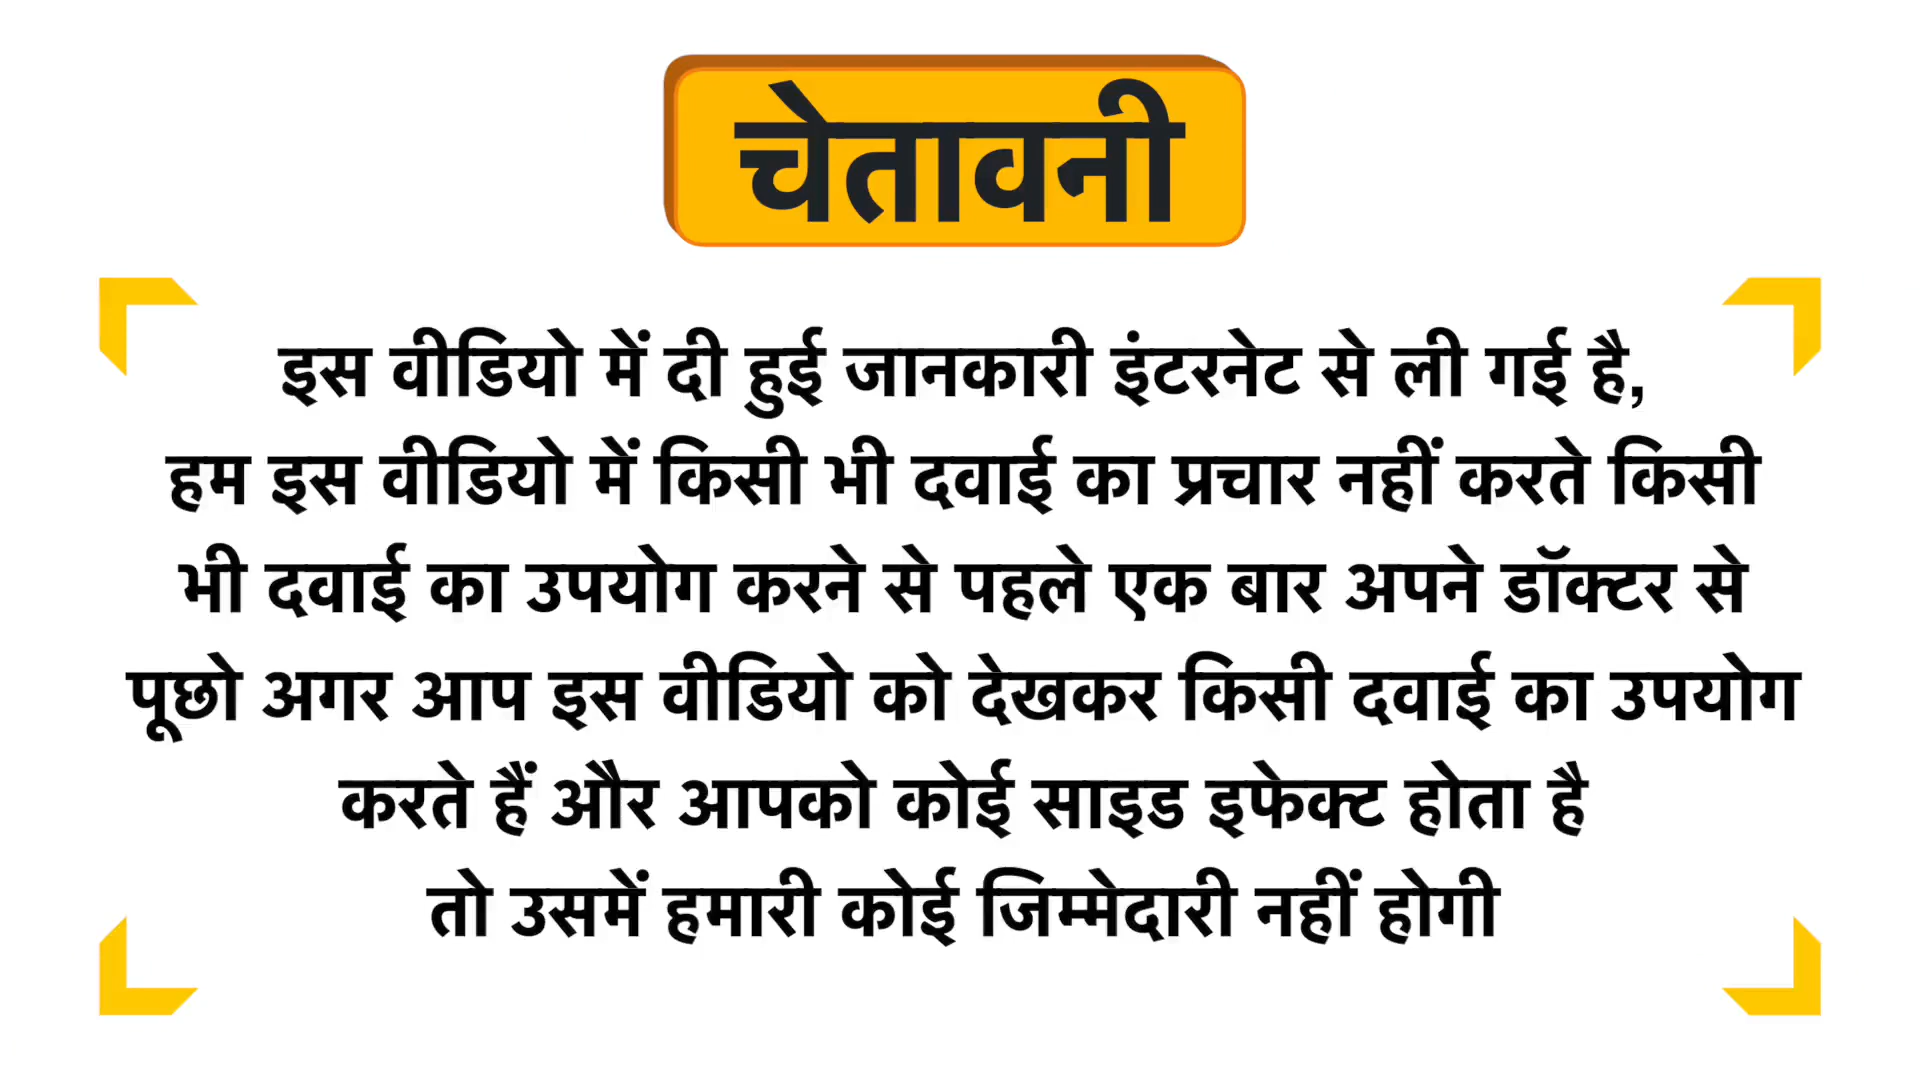 चेतावनी
इस वीडियो में दी हुई जानकारी इंटरनेट से ली गई है,
हम इस वीडियो में किसी भी दवाई का प्रचार नहीं करते किसी
भी दवाई का उपयोग करने से पहले एक बार अपने डॉक्टर से
पूछो अगर आप इस वीडियो को देखकर किसी दवाई का उपयोग
करते हैं और आपको कोई साइड इफेक्ट होता है
तो उसमें हमारी कोई जिम्मेदारी नहीं होगी